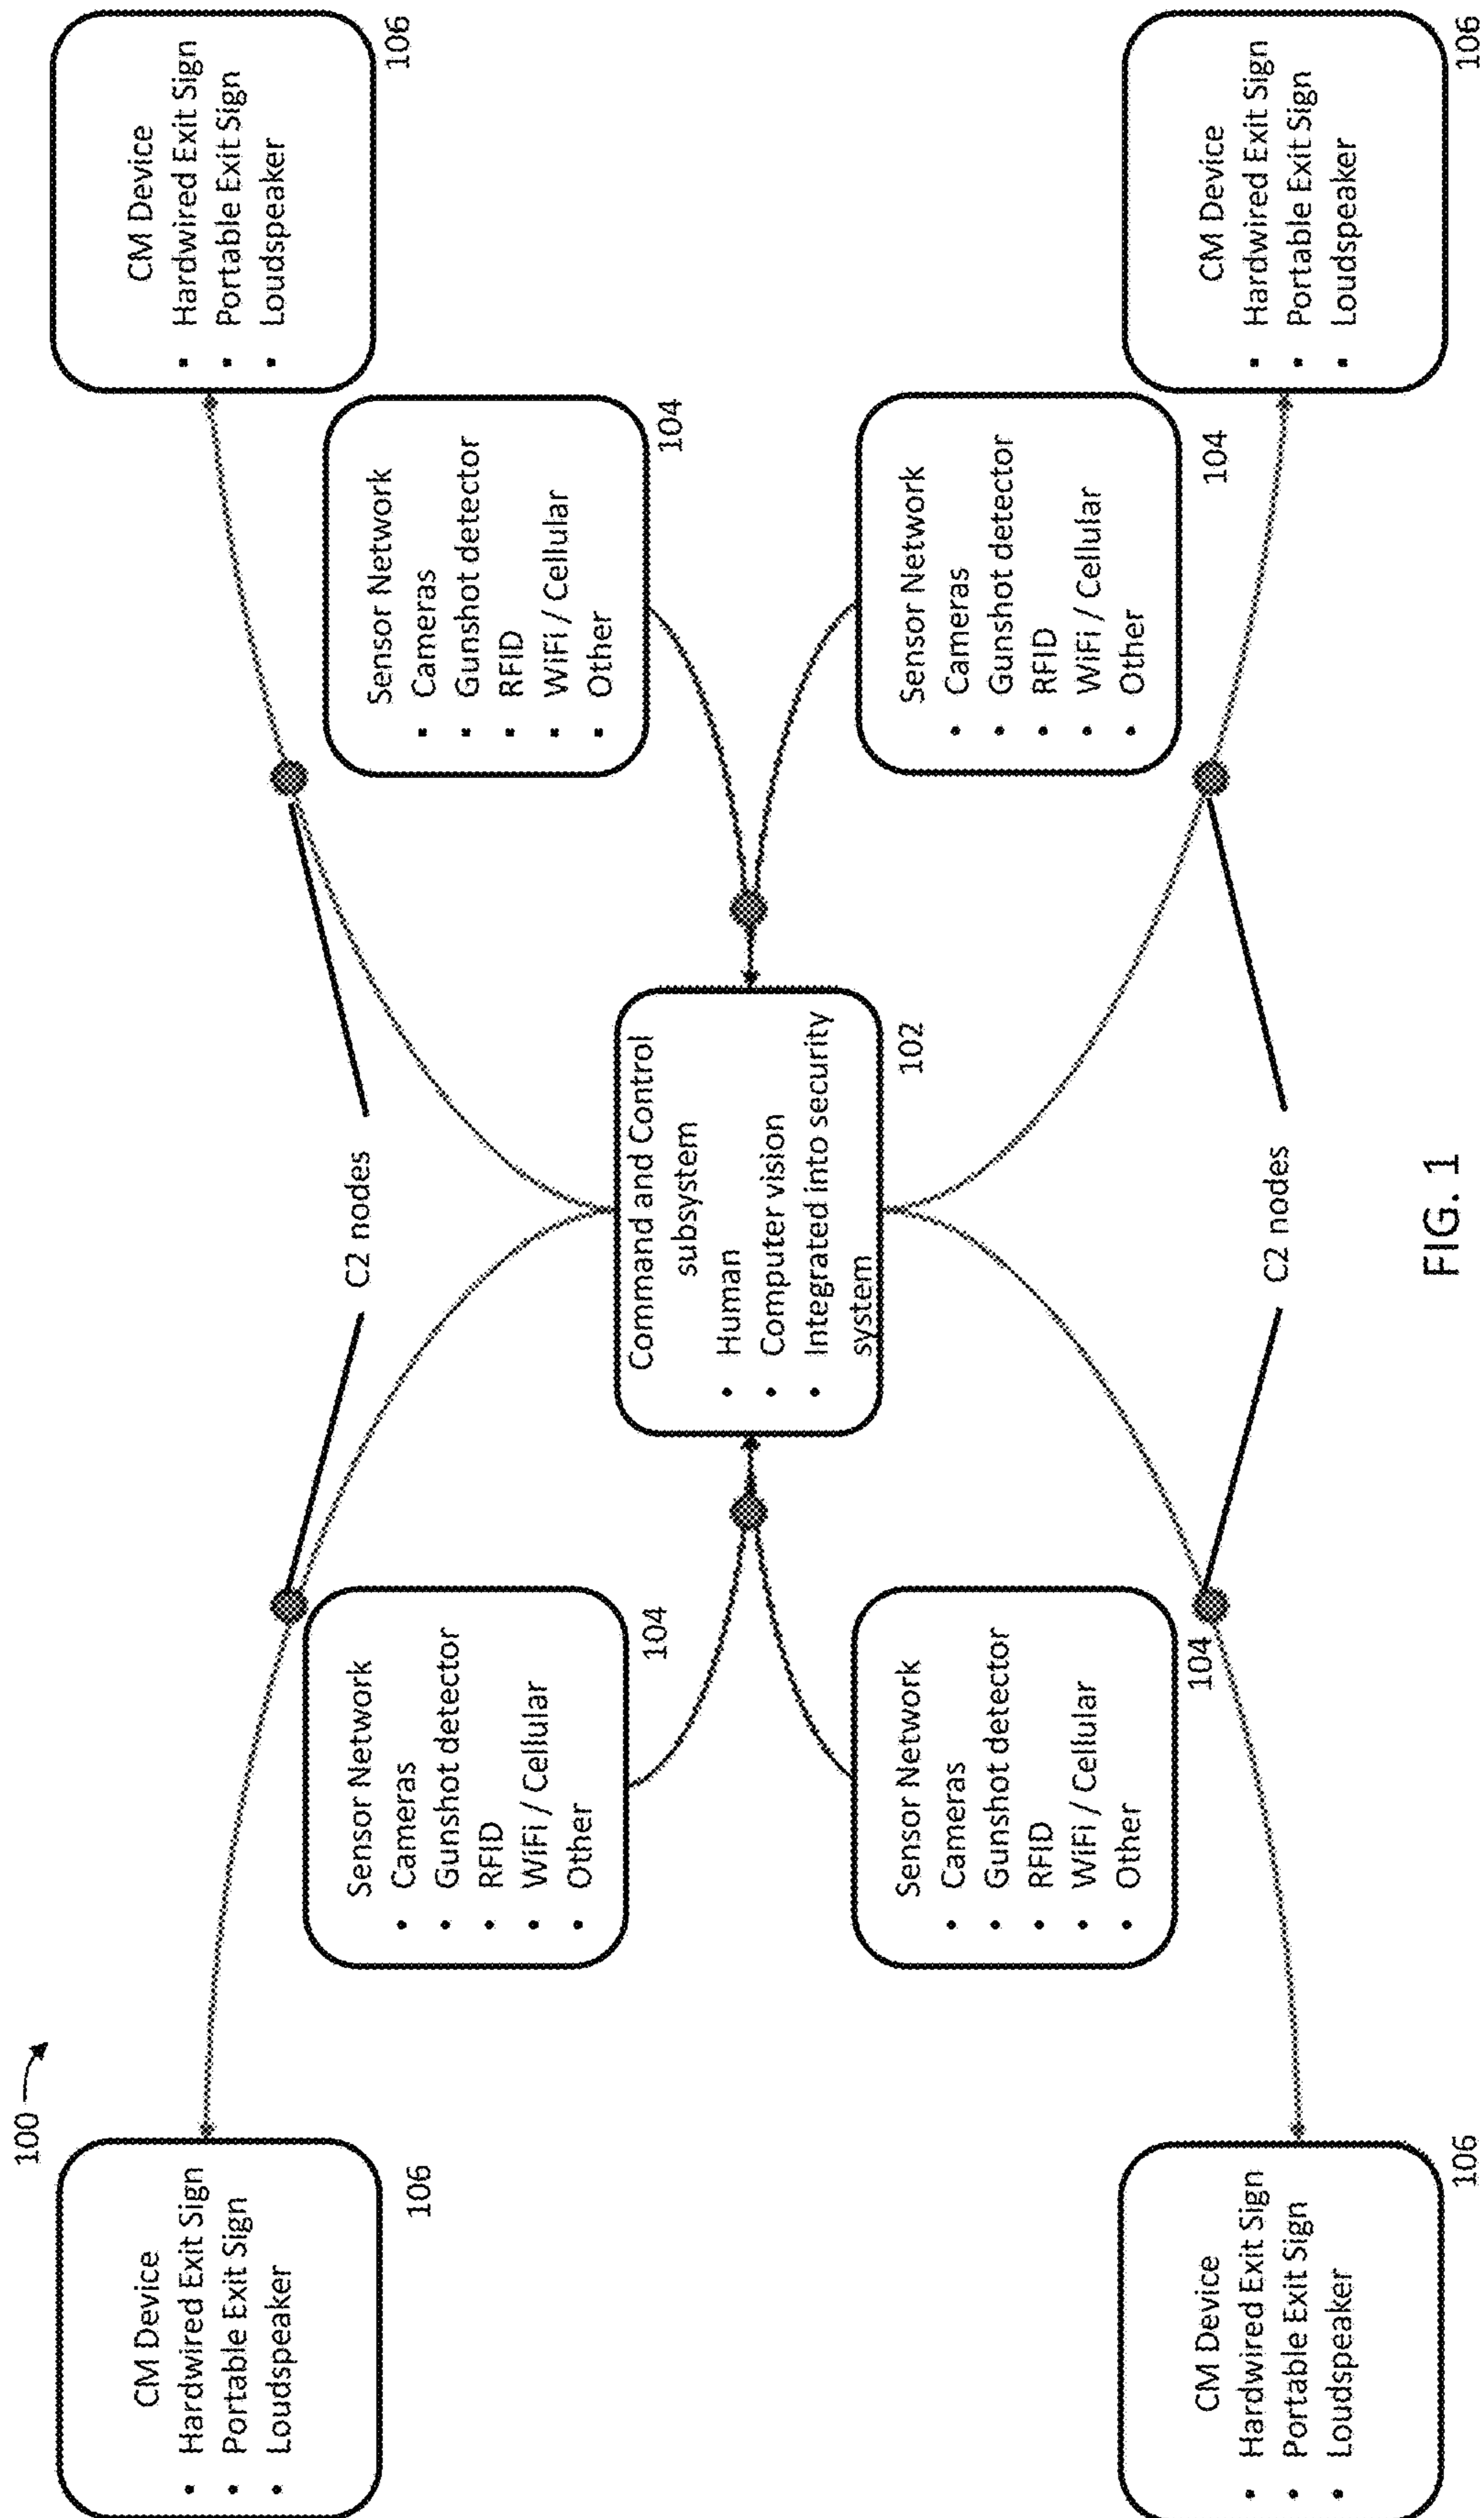 100
CM Device
• Hardwired Exit Sign
• Portable Exit Sign
• Loudspeaker
106
CM Device
▪ Hardwired Exit Sign
▪ Portable Exit Sign
▪ Loudspeaker
106
C2 nodes
Sensor Network
• Cameras
• Gunshot detector
• RFID
• WiFi / Cellular
• Other
104
Sensor Network
▪ Cameras
▪ Gunshot detector
▪ RFID
▪ WiFi / Cellular
▪ Other
104
Command and Control
subsystem
• Human
• Computer vision
• Integrated into security
system
102
Sensor Network
• Cameras
• Gunshot detector
• RFID
• WiFi / Cellular
• Other
104
Sensor Network
• Cameras
• Gunshot detector
• RFID
• WiFi / Cellular
• Other
104
CM Device
• Hardwired Exit Sign
• Portable Exit Sign
• Loudspeaker
106
C2 nodes
CM Device
▪ Hardwired Exit Sign
▪ Portable Exit Sign
▪ Loudspeaker
106
FIG. 1